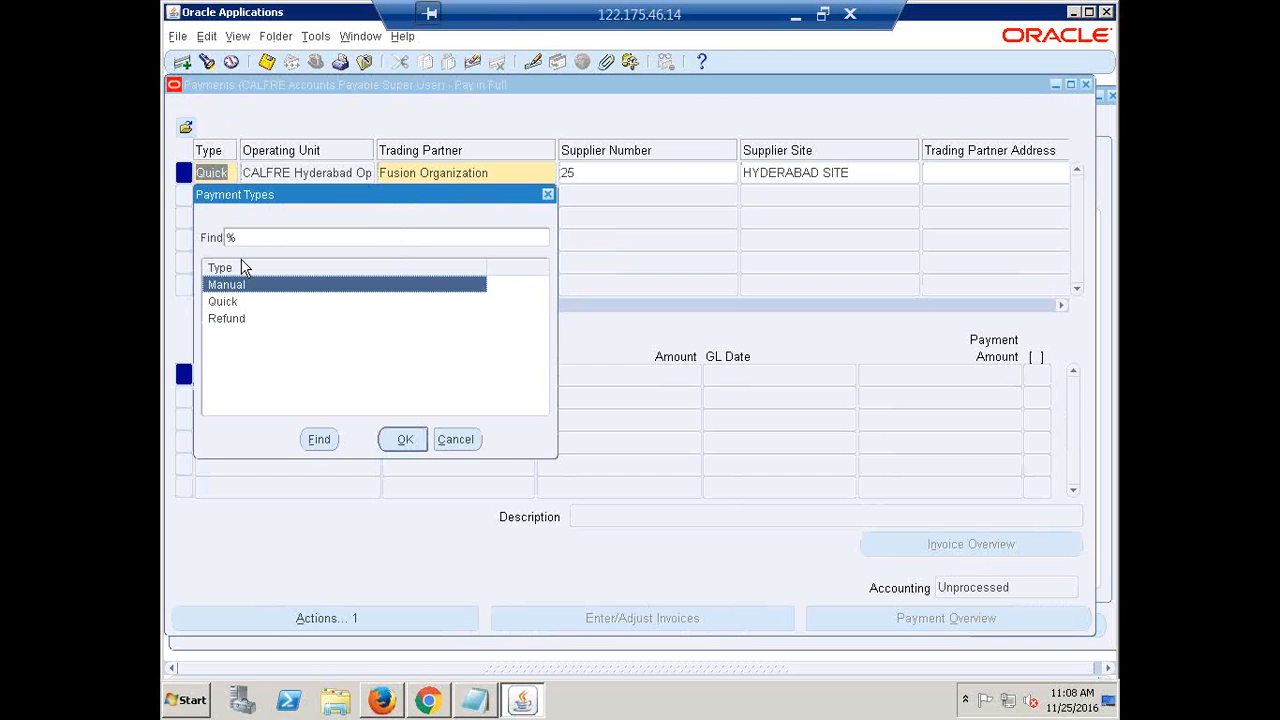 Oracle Applications
122.175.46.14
File Edit View Folder Tools Window Help
ORACLE
Payments (CALFRE Accounts Payable Super User) - Pay in Full
Type Operating Unit Trading Partner Supplier Number Supplier Site Trading Partner Address
Quick CALFRE Hyderabad Op Fusion Organization 25 HYDERABAD SITE
Payment Types
Find %
Type
Manual
Quick
Refund
Payment
Amount GL Date Amount [ ]
Find OK Cancel
Description
Invoice Overview
Accounting Unprocessed
Actions... 1 Enter/Adjust Invoices Payment Overview
Start
11:08 AM
11/25/2016